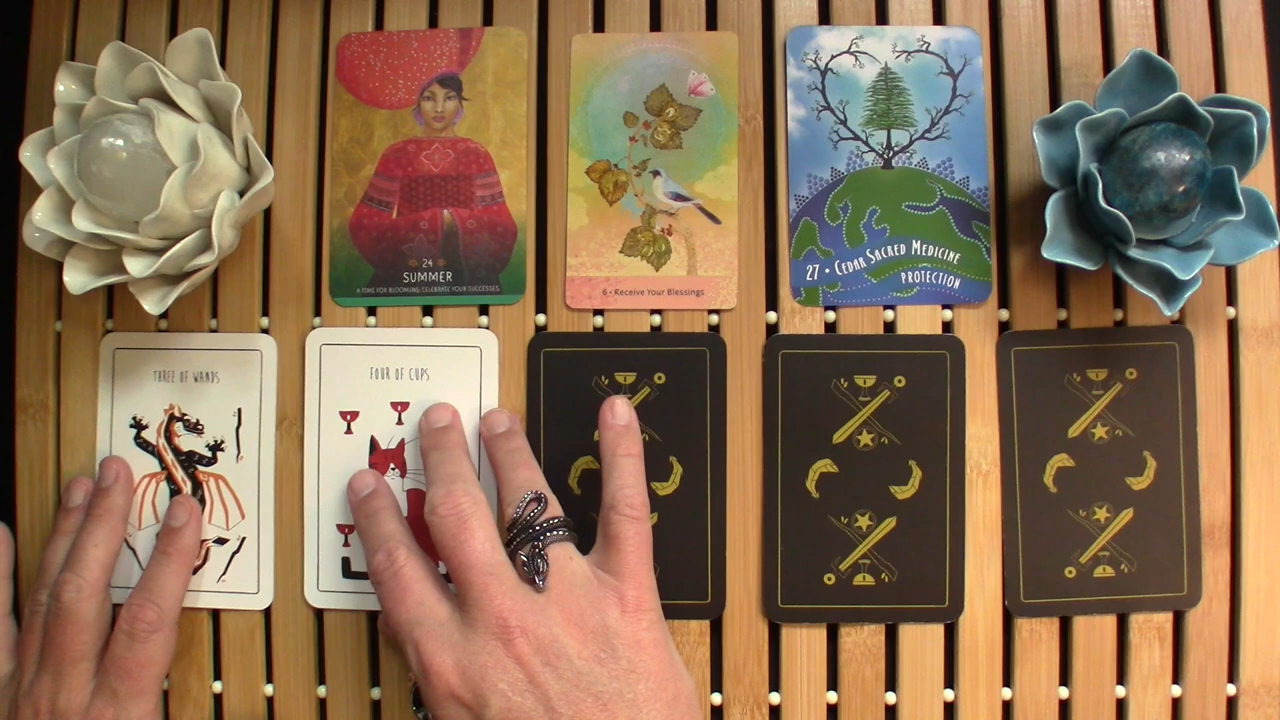 24
SUMMER
A TIME FOR BLOOMING. CELEBRATE YOUR SUCCESSES.
6 • Receive Your Blessings
27 • CEDAR SACRED MEDICINE
PROTECTION
THREE OF WANDS
FOUR OF CUPS